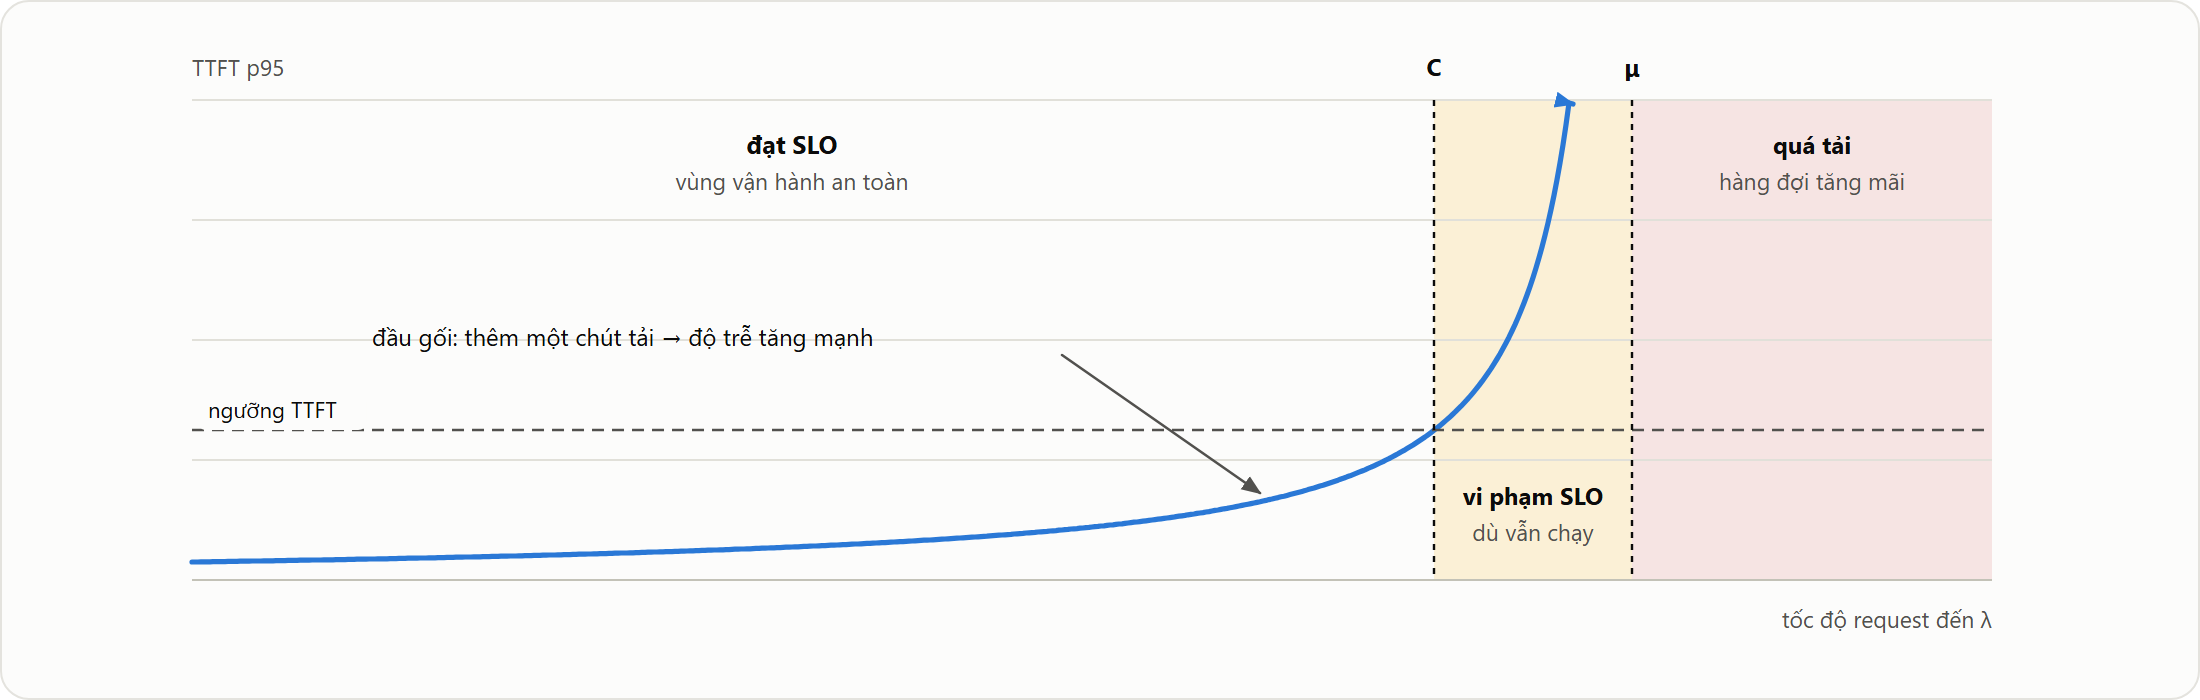 TTFT p95
C
μ
đạt SLO
vùng vận hành an toàn
quá tải
hàng đợi tăng mãi
đầu gối: thêm một chút tải → độ trễ tăng mạnh
ngưỡng TTFT
vi phạm SLO
dù vẫn chạy
tốc độ request đến λ